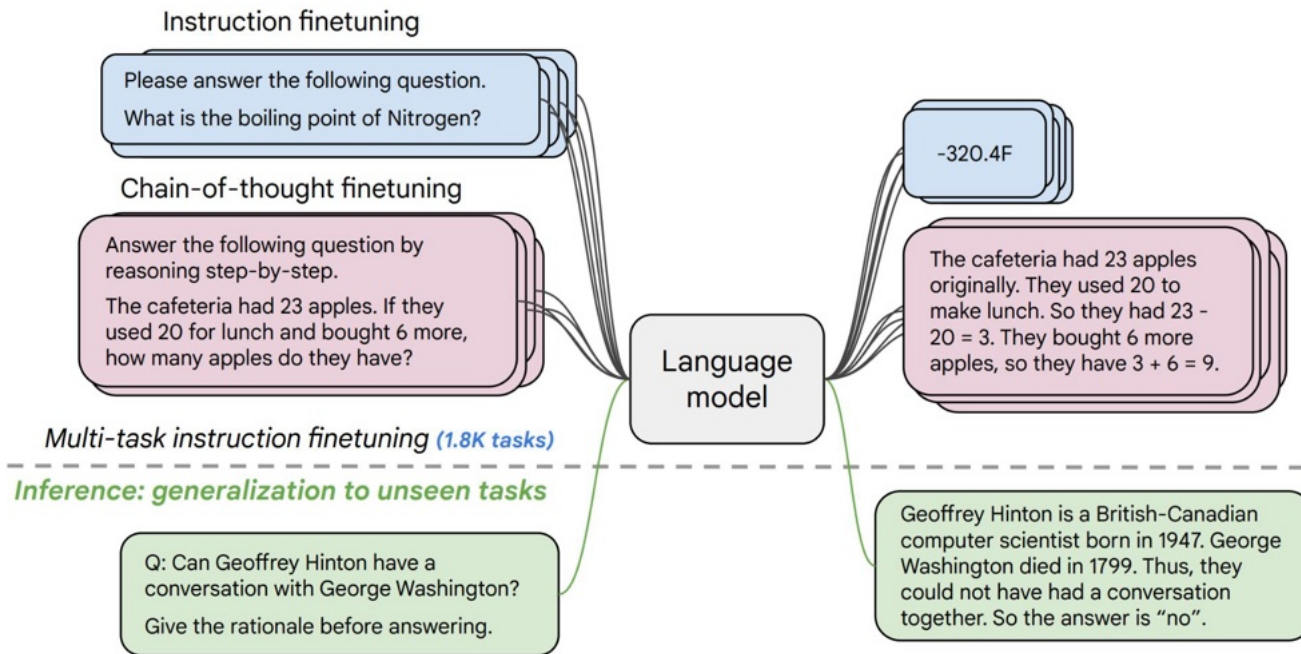 Instruction finetuning
Please answer the following question.
What is the boiling point of Nitrogen?
-320.4F
Chain-of-thought finetuning
Answer the following question by
reasoning step-by-step.
The cafeteria had 23 apples. If they
used 20 for lunch and bought 6 more,
how many apples do they have?
Language
model
The cafeteria had 23 apples
originally. They used 20 to
make lunch. So they had 23 -
20 = 3. They bought 6 more
apples, so they have 3 + 6 = 9.
Multi-task instruction finetuning (1.8K tasks)
Inference: generalization to unseen tasks
Q: Can Geoffrey Hinton have a
conversation with George Washington?
Give the rationale before answering.
Geoffrey Hinton is a British-Canadian
computer scientist born in 1947. George
Washington died in 1799. Thus, they
could not have had a conversation
together. So the answer is “no”.